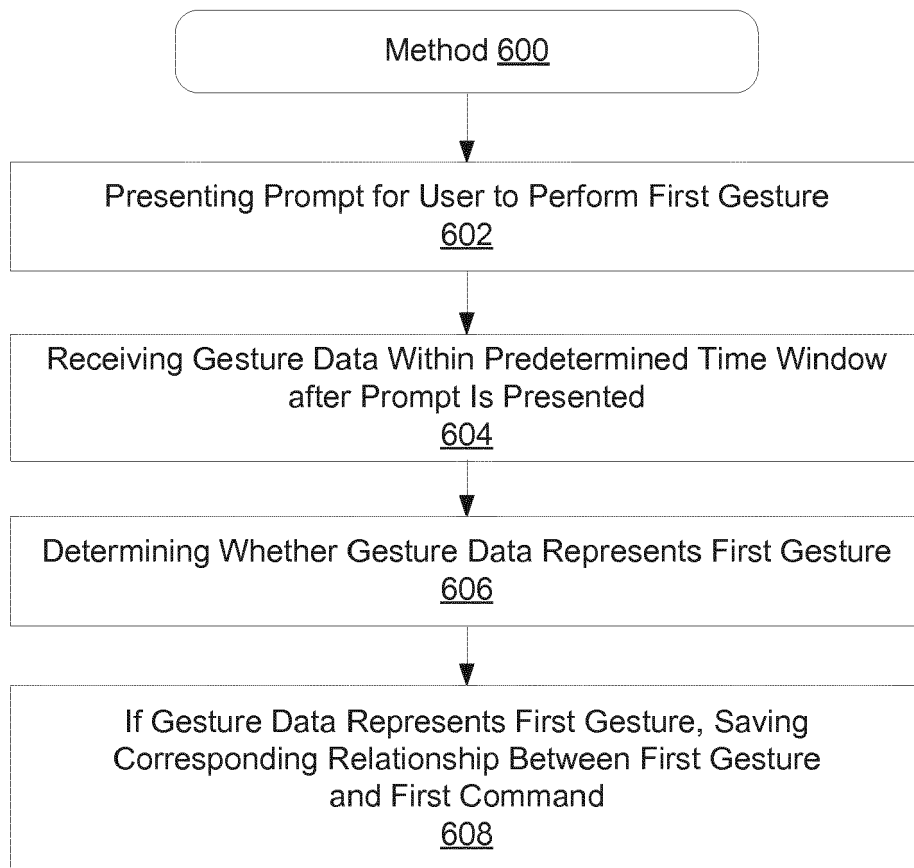 Method 600
Presenting Prompt for User to Perform First Gesture
602
Receiving Gesture Data Within Predetermined Time Window
after Prompt Is Presented
604
Determining Whether Gesture Data Represents First Gesture
606
If Gesture Data Represents First Gesture, Saving
Corresponding Relationship Between First Gesture
and First Command
608